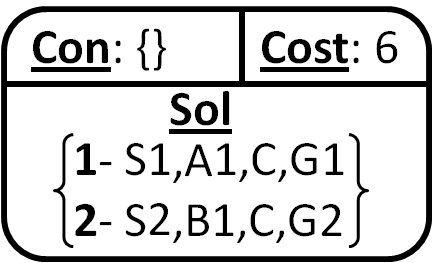 Con: {} Cost: 6
Sol
{1- S1,A1,C,G1
2- S2,B1,C,G2}